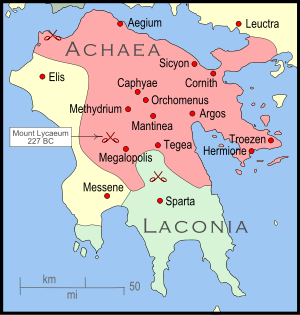 Aegium
Leuctra
ACHAEA
Sicyon
Cornith
Elis
Caphyae
Orchomenus
Methydrium
Argos
Mantinea
Mount Lycaeum
227 BC
Troezen
Tegea
Hermione
Megalopolis
Messene
Sparta
LACONIA
km
50
mi